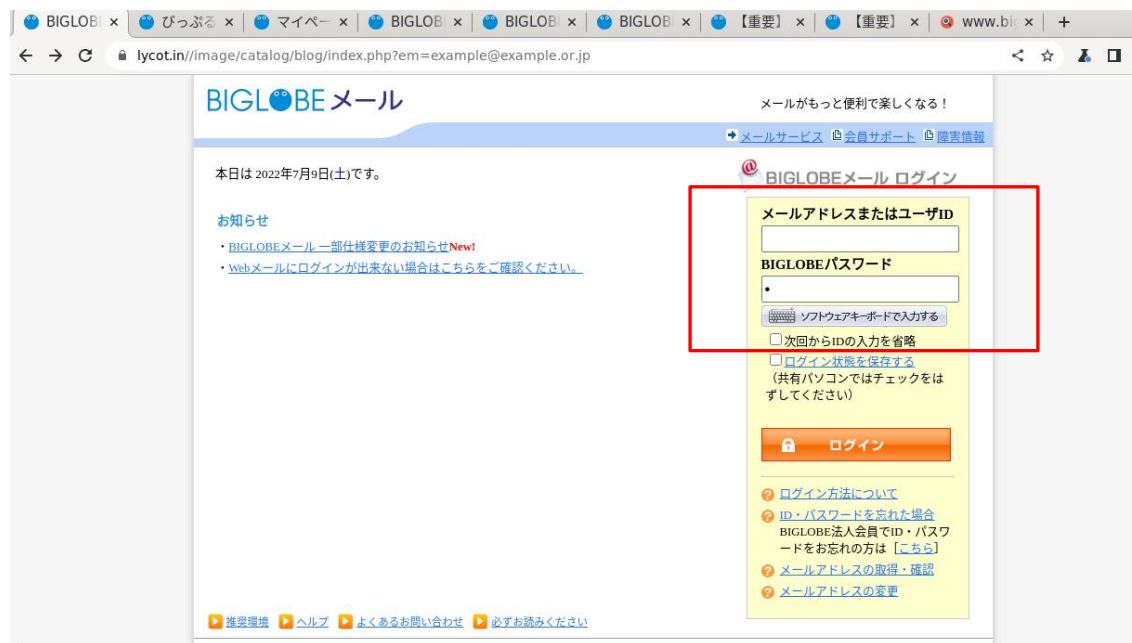 BIGLOB
びっぷる
マイペー
BIGLOB
BIGLOB
BIGLOB
【重要】
【重要】
www.big
lycot.in//image/catalog/blog/index.php?em=example@example.or.jp
BIGLOBEメール
メールがもっと便利で楽しくなる！
メールサービス 会員サポート 障害情報
本日は 2022年7月9日(土)です。
BIGLOBEメール ログイン
お知らせ
・BIGLOBEメール 一部仕様変更のお知らせNew!
・Webメールにログインが出来ない場合はこちらをご確認ください。
メールアドレスまたはユーザID
BIGLOBEパスワード
ソフトウェアキーボードで入力する
次回からIDの入力を省略
ログイン状態を保存する
（共有パソコンではチェックをは
ずしてください）
ログイン
ログイン方法について
ID・パスワードを忘れた場合
BIGLOBE法人会員でID・パスワ
ードをお忘れの方は［こちら］
メールアドレスの取得・確認
メールアドレスの変更
推奨環境 ヘルプ よくあるお問い合わせ 必ずお読みください